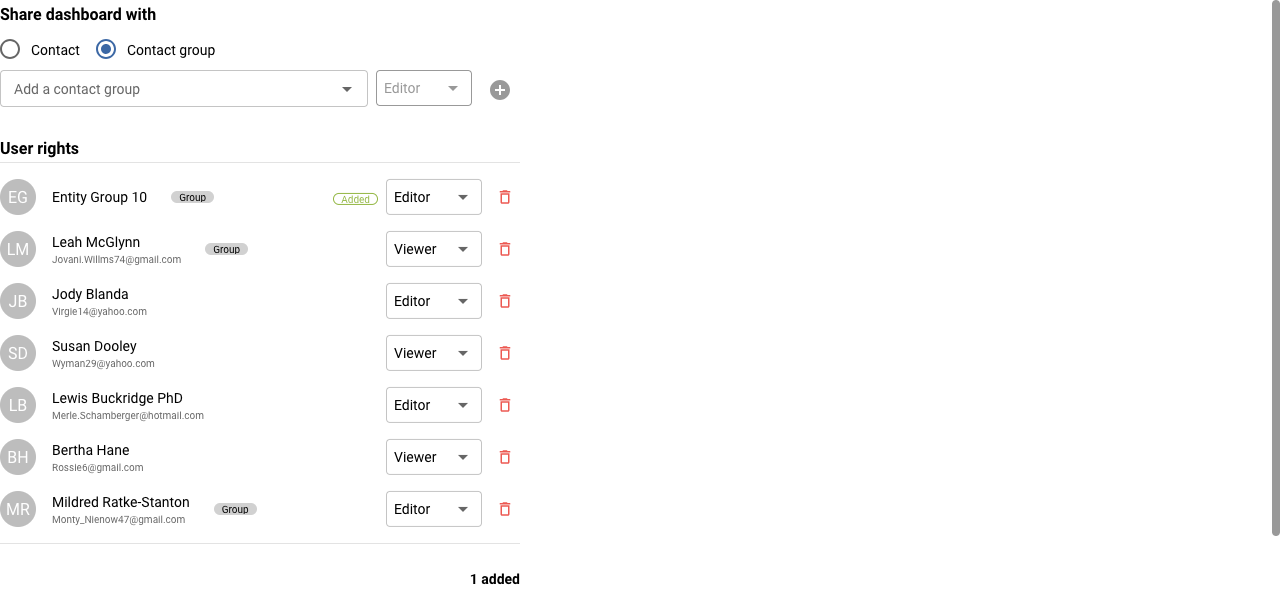 Share dashboard with
Contact Contact group
Add a contact group Editor
User rights
EG Entity Group 10 Group Added Editor
LM Leah McGlynn Group Viewer
Jovani.Willms74@gmail.com
JB Jody Blanda Editor
Virgie14@yahoo.com
SD Susan Dooley Viewer
Wyman29@yahoo.com
LB Lewis Buckridge PhD Editor
Merle.Schamberger@hotmail.com
BH Bertha Hane Viewer
Rossie6@gmail.com
MR Mildred Ratke-Stanton Group Editor
Monty_Nienow47@gmail.com
1 added